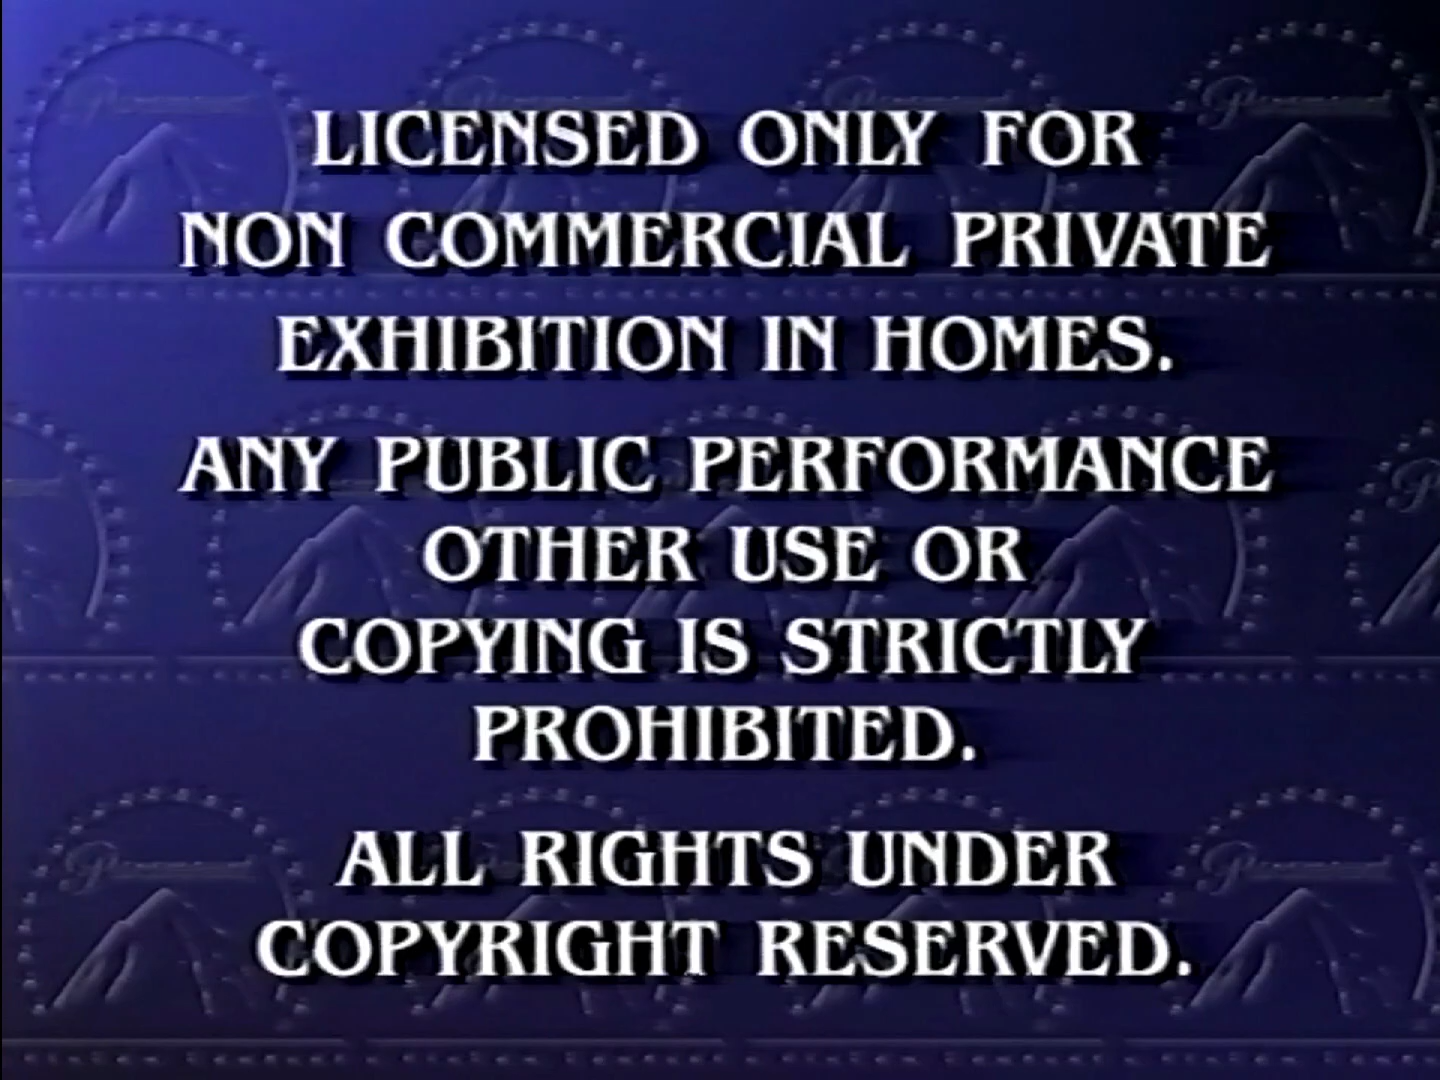 LICENSED ONLY FOR
NON COMMERCIAL PRIVATE
EXHIBITION IN HOMES.
ANY PUBLIC PERFORMANCE
OTHER USE OR
COPYING IS STRICTLY
PROHIBITED.
ALL RIGHTS UNDER
COPYRIGHT RESERVED.